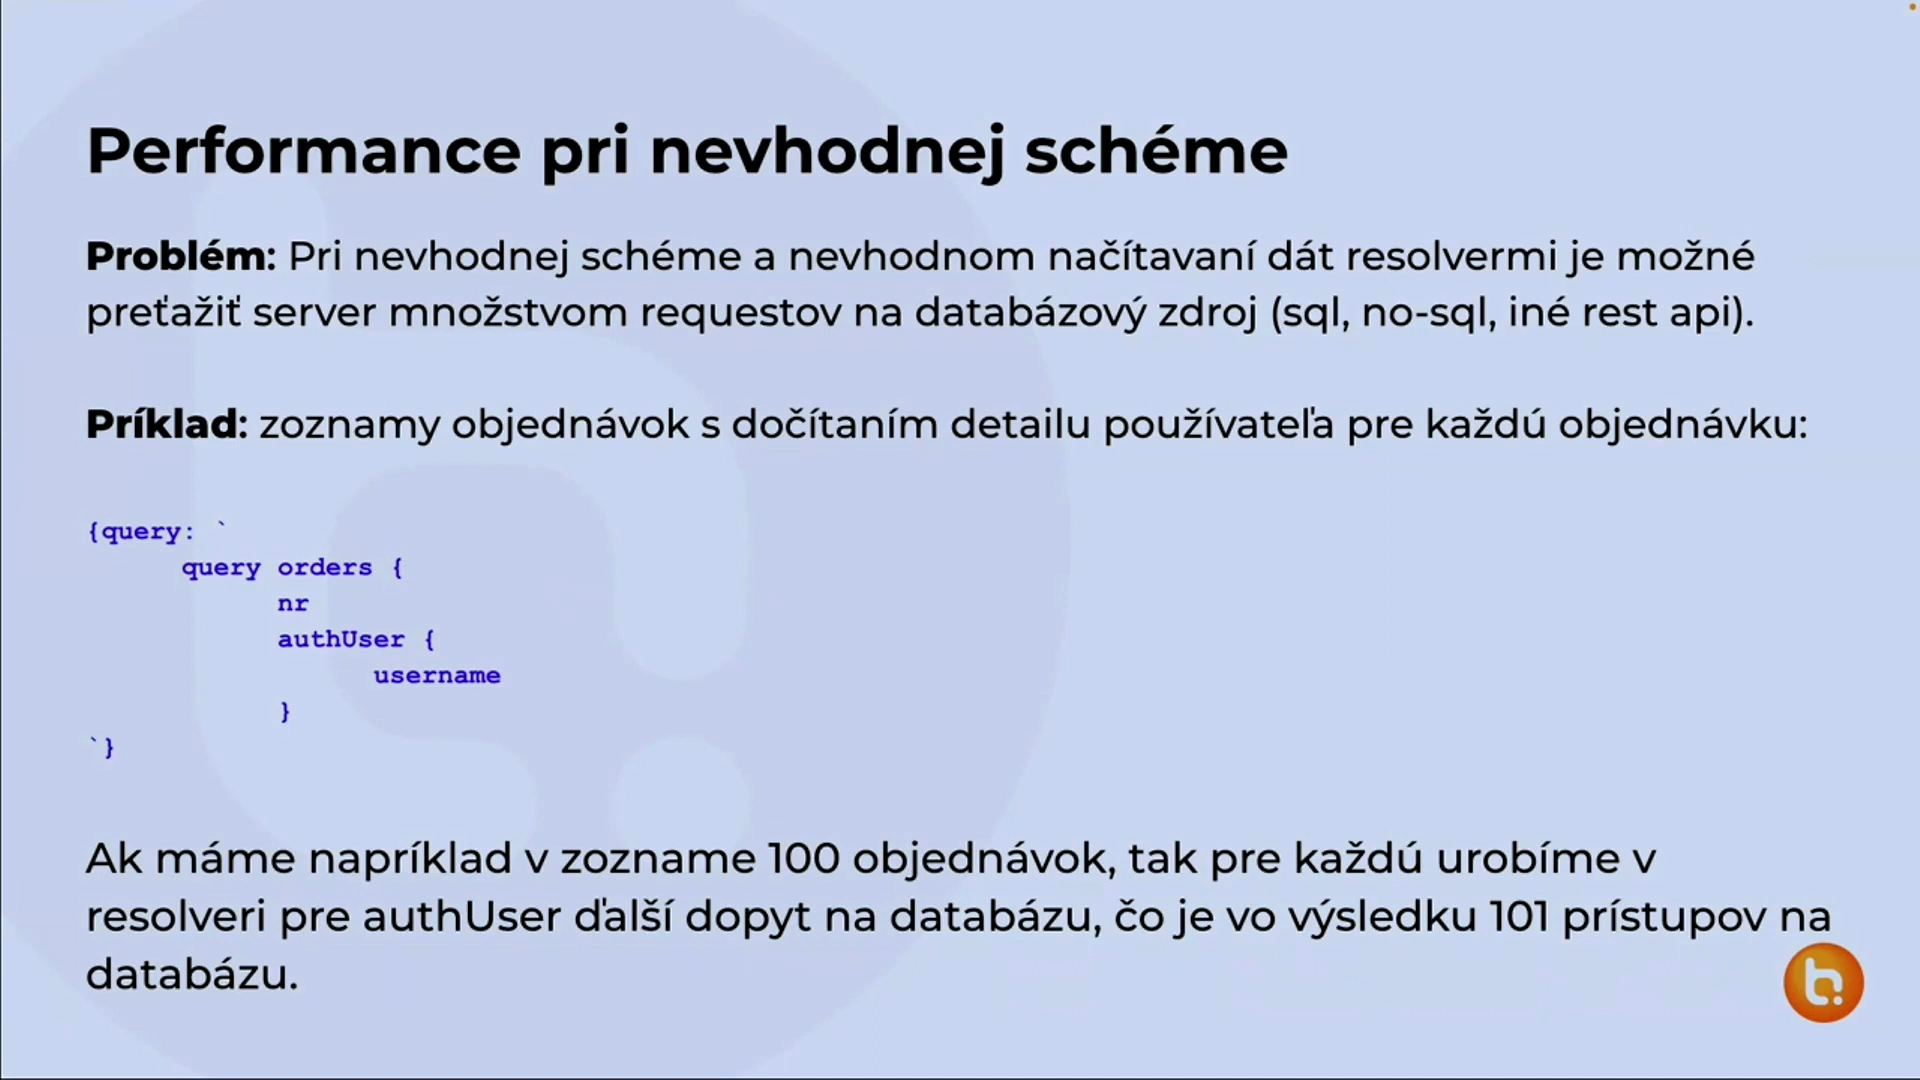 Performance pri nevhodnej schéme
Problém: Pri nevhodnej schéme a nevhodnom načítavaní dát resolvermi je možné
preťažiť server množstvom requestov na databázový zdroj (sql, no-sql, iné rest api).
Príklad: zoznamy objednávok s dočítaním detailu používateľa pre každú objednávku:
{query: `
query orders {
nr
authUser {
username
}
`}
Ak máme napríklad v zozname 100 objednávok, tak pre každú urobíme v
resolveri pre authUser ďalší dopyt na databázu, čo je vo výsledku 101 prístupov na
databázu.